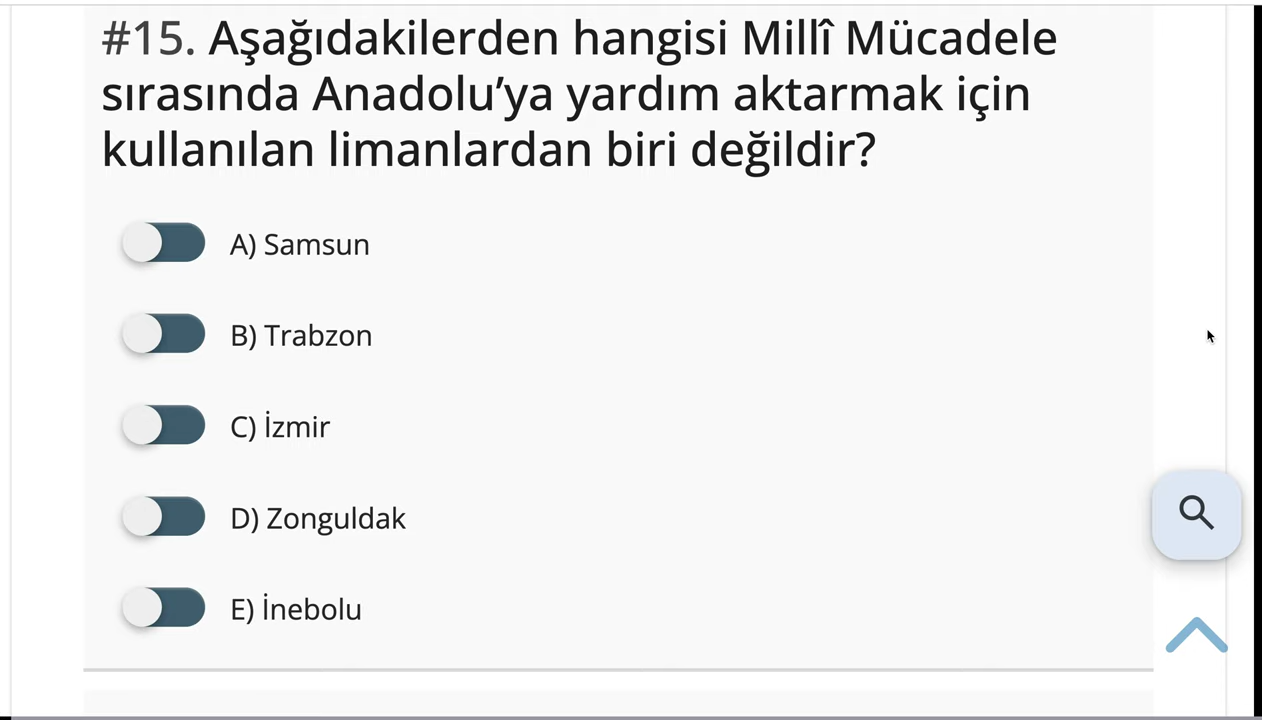 #15. Aşağıdakilerden hangisi Millî Mücadele
sırasında Anadolu’ya yardım aktarmak için
kullanılan limanlardan biri değildir?
A) Samsun
B) Trabzon
C) İzmir
D) Zonguldak
E) İnebolu